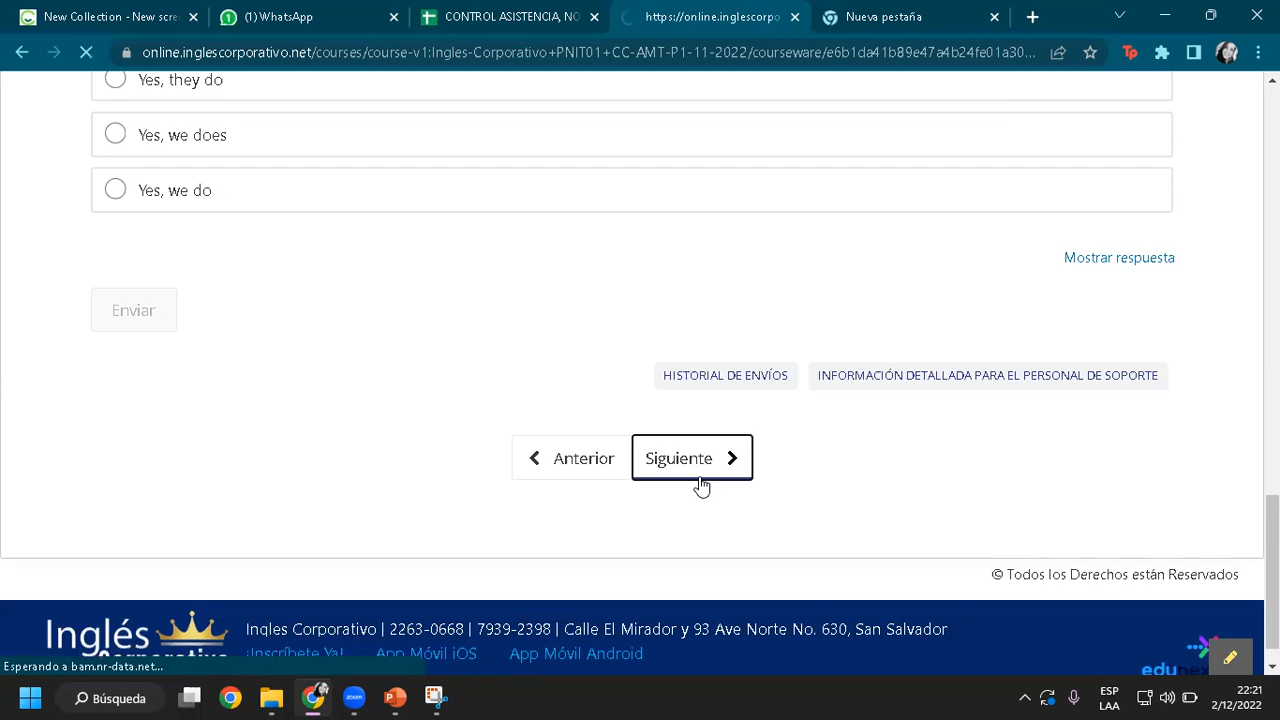 New Collection - New scre
(1) WhatsApp
CONTROL ASISTENCIA, NO
https://online.inglescorpo
Nueva pestaña
online.inglescorporativo.net/courses/course-v1:Ingles-Corporativo+PNIT01+CC-AMT-P1-11-2022/courseware/e6b1da41b89e47a4b24fe01a30...
Yes, they do
Yes, we does
Yes, we do
Mostrar respuesta
Enviar
HISTORIAL DE ENVÍOS
INFORMACIÓN DETALLADA PARA EL PERSONAL DE SOPORTE
Anterior
Siguiente
© Todos los Derechos están Reservados
Inglés
Ingles Corporativo | 2263-0668 | 7939-2398 | Calle El Mirador y 93 Ave Norte No. 630, San Salvador
Corporativo
¡Inscríbete Ya!
App Móvil iOS
App Móvil Android
edunex
Esperando a bam.nr-data.net...
Búsqueda
zoom
ESP
LAA
22:21
2/12/2022